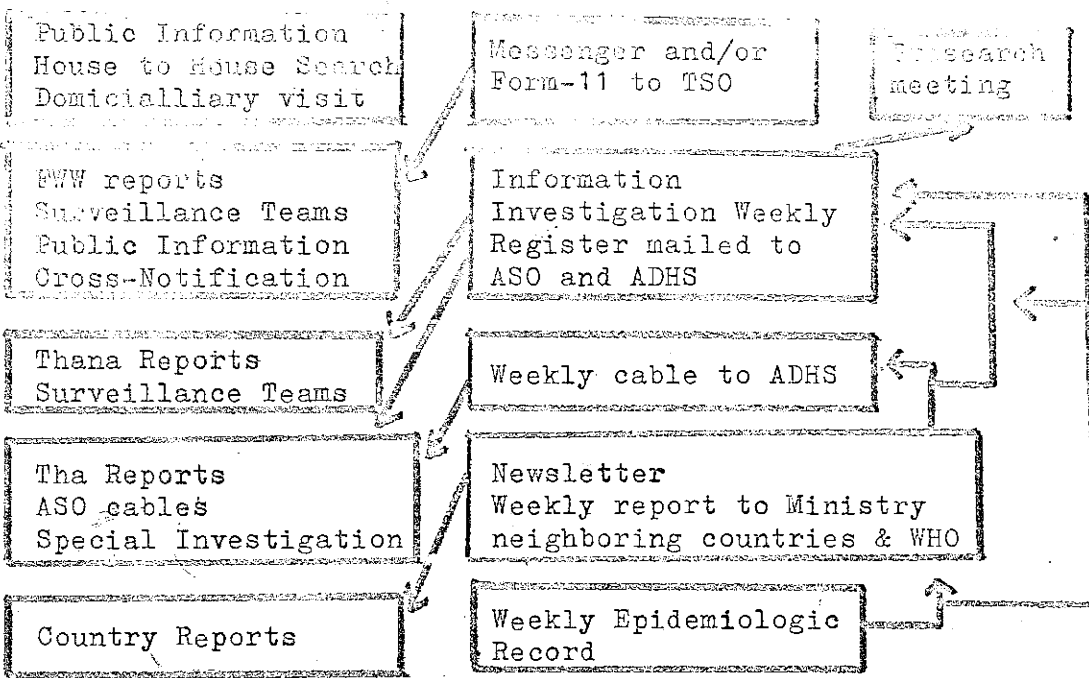 Public Information
House to House Search
Domicialliary visit
Messenger and/or
Form-11 to TSO
meeting
FWW reports
Surveillance Teams
Public Information
Cross-Notification
Information
Investigation Weekly
Register mailed to
ASO and ADHS
Thana Reports
Surveillance Teams
Weekly cable to ADHS
Tha Reports
ASO cables
Special Investigation
Newsletter
Weekly report to Ministry
neighboring countries & WHO
Country Reports
Weekly Epidemiologic
Record